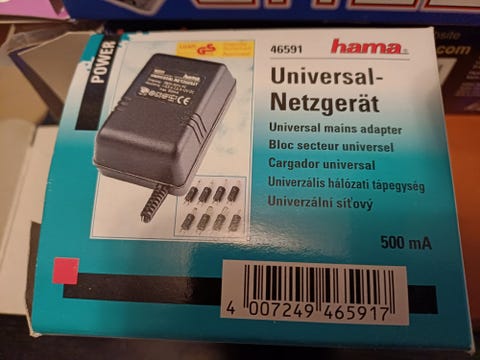 POWER
46591
hama
Universal-
Netzgerät
Universal mains adapter
Bloc secteur universel
Cargador universal
Univerzális hálózati tápegység
Univerzální síťový
500 mA
4 007249 465917